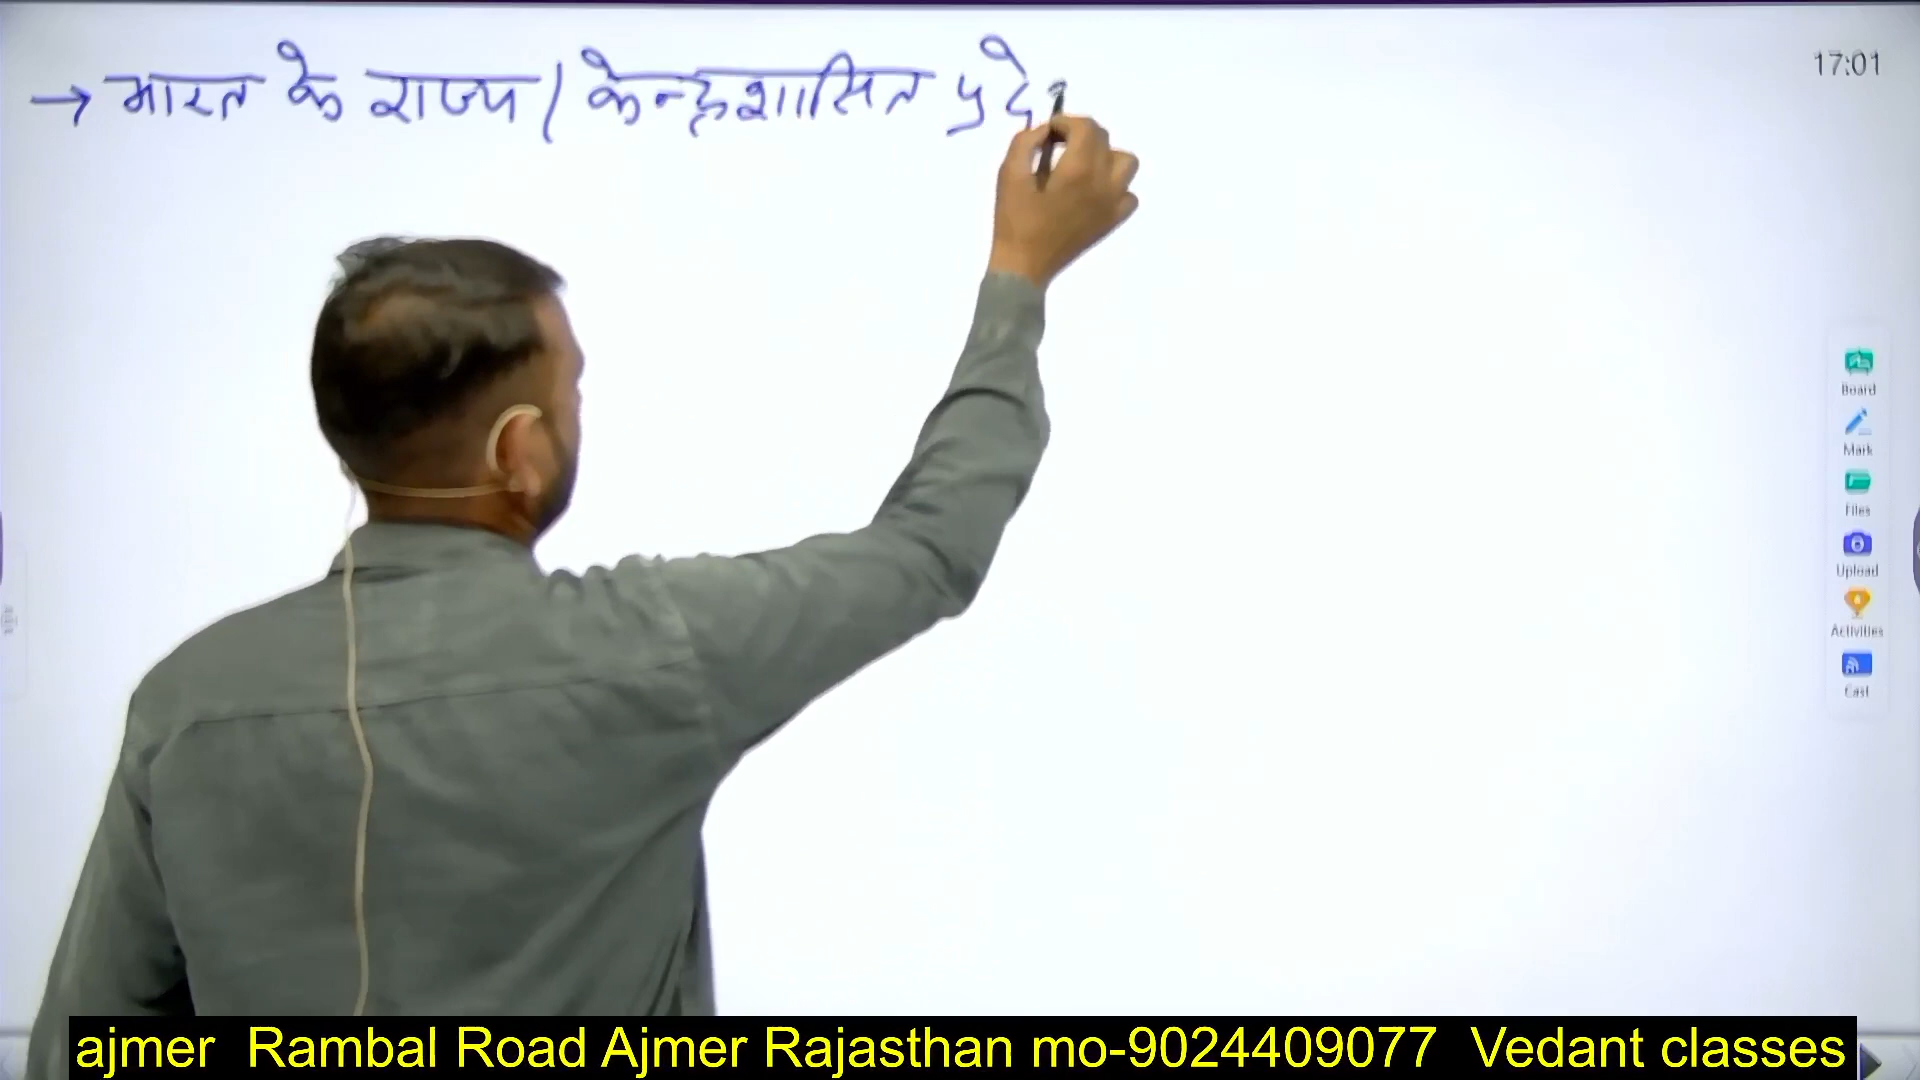 → भारत के राज्य / केन्द्रशासित प्रदे
17:01
Board
Mark
Files
Upload
Activities
Cast
ajmer Rambal Road Ajmer Rajasthan mo-9024409077 Vedant classes